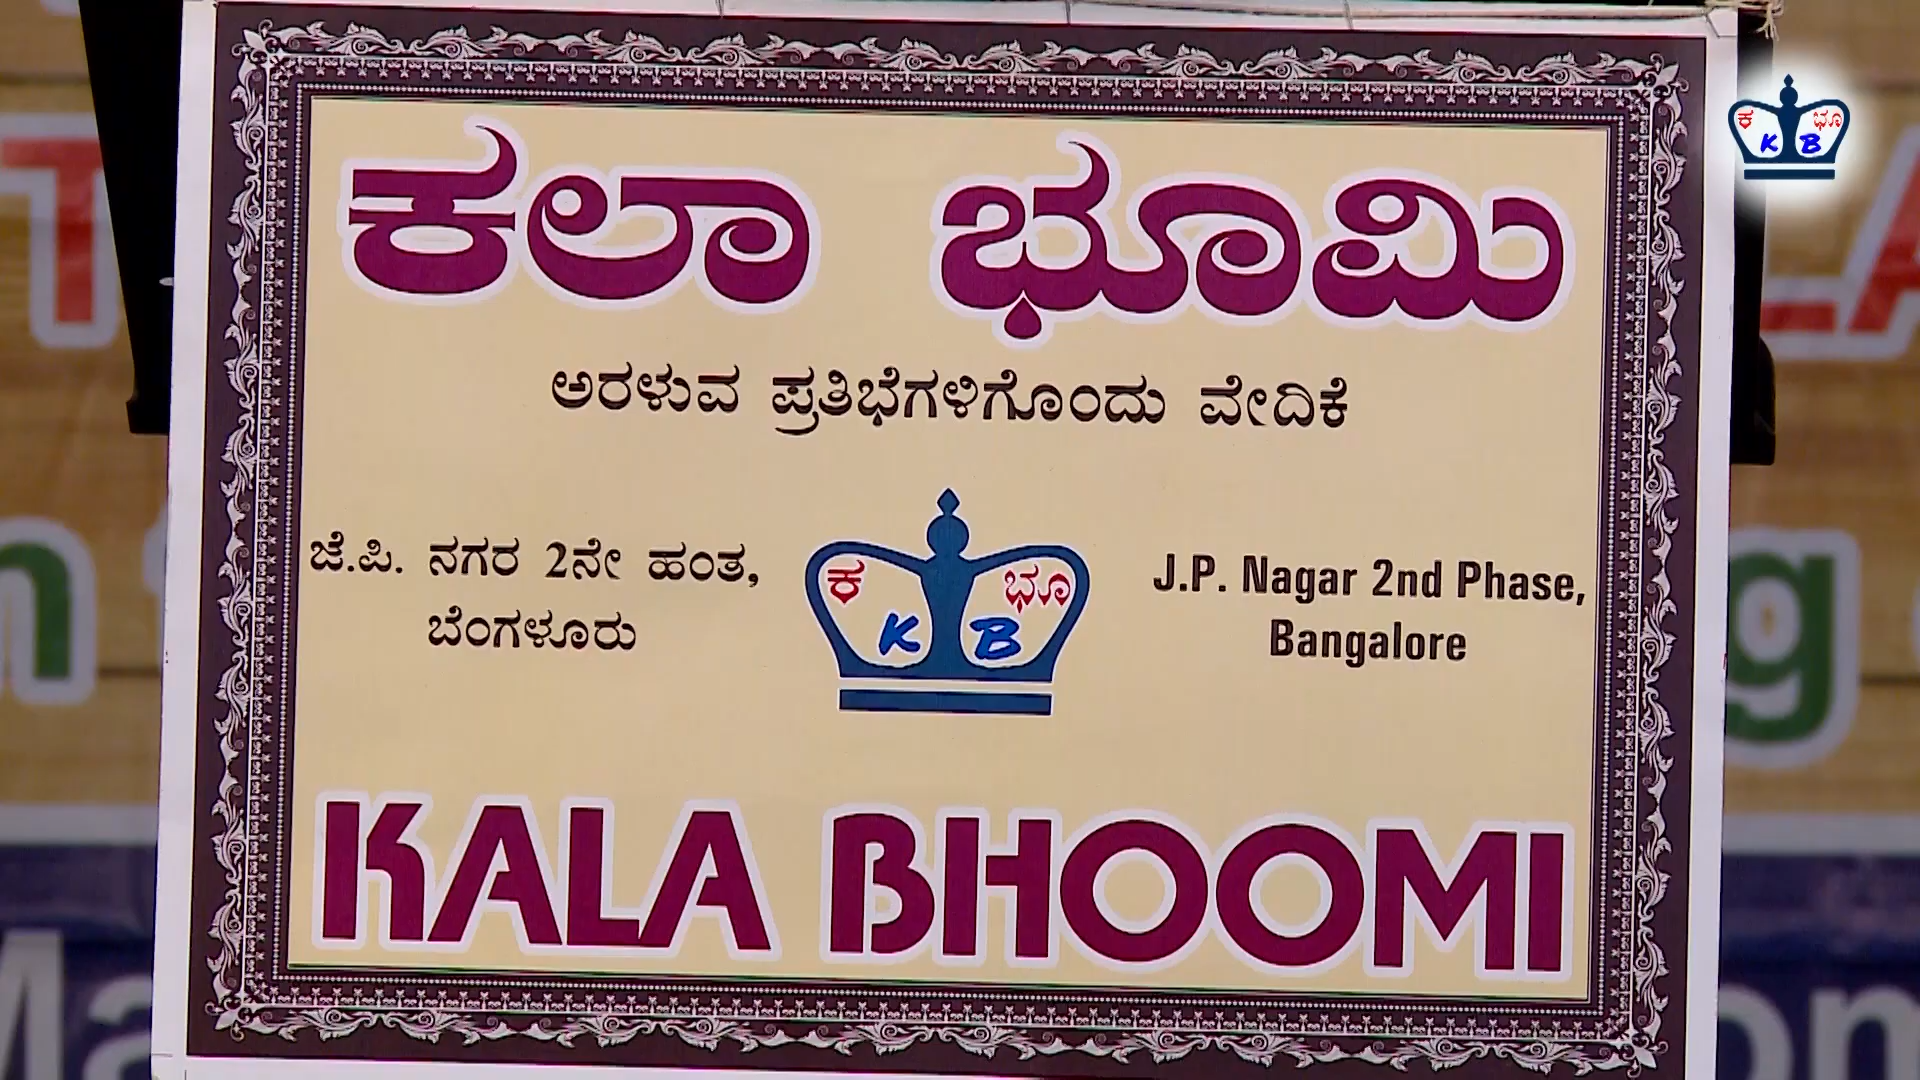 ಕಲಾ ಭೂಮಿ
ಅರಳುವ ಪ್ರತಿಭೆಗಳಿಗೊಂದು ವೇದಿಕೆ
ಜೆ.ಪಿ. ನಗರ 2ನೇ ಹಂತ,
ಬೆಂಗಳೂರು
ಕ ಭೂ
K B
J.P. Nagar 2nd Phase,
Bangalore
KALA BHOOMI
ಕ ಭೂ
K B